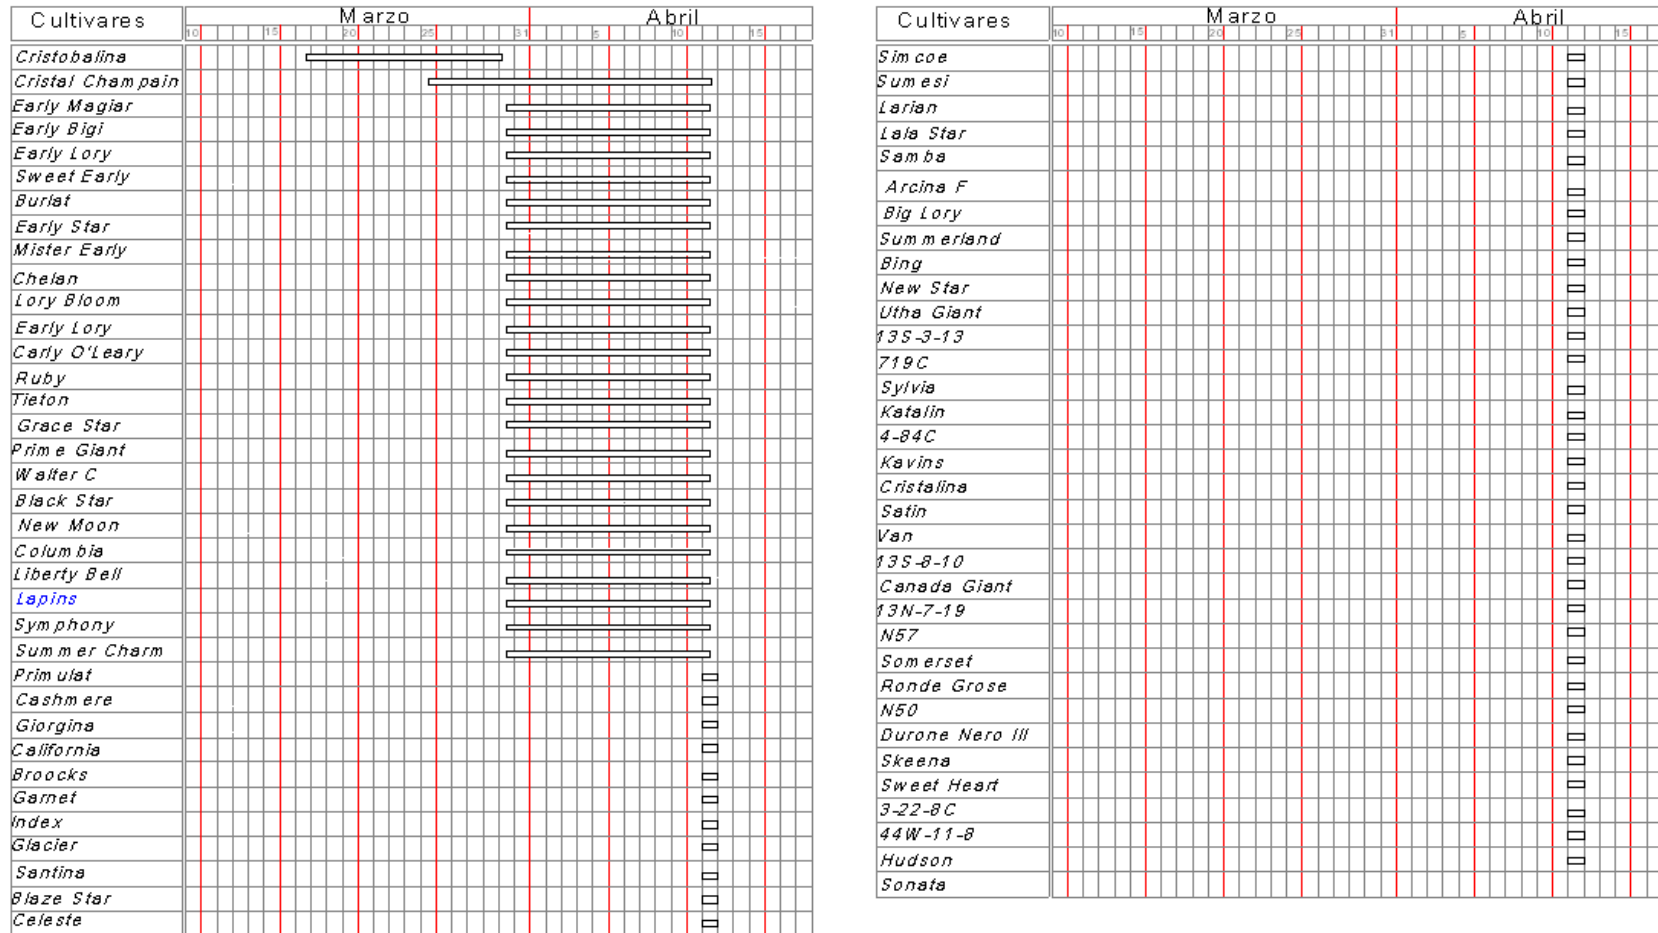 Cultivares Marzo Abril
10 15 20 25 31 5 10 15
Cristobalina
Cristal Champain
Early Magiar
Early Bigi
Early Lory
Sweet Early
Burlat
Early Star
Mister Early
Chelan
Lory Bloom
Early Lory
Carly O'Leary
Ruby
Tieton
Grace Star
Prime Giant
Walter C
Black Star
New Moon
Columbia
Liberty Bell
Lapins
Symphony
Summer Charm
Primulat
Cashmere
Giorgina
California
Broocks
Garnet
Index
Glacier
Santina
Blaze Star
Celeste
Cultivares Marzo Abril
10 15 20 25 31 5 10 15
Simcoe
Sumesi
Larian
Lala Star
Samba
Arcina F
Big Lory
Summerland
Bing
New Star
Utha Giant
13S-3-13
719C
Sylvia
Katalin
4-84C
Kavins
Cristalina
Satin
Van
13S-8-10
Canada Giant
13N-7-19
N57
Somerset
Ronde Grose
N50
Durone Nero III
Skeena
Sweet Heart
3-22-8C
44W-11-8
Hudson
Sonata